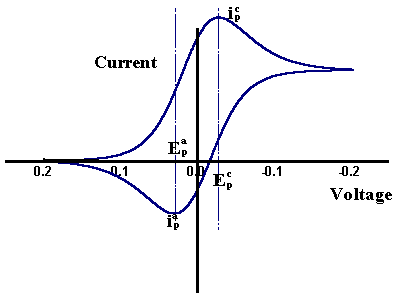 i_p^c
Current
E_p^a
0.2 0.1 0.0 -0.1 -0.2
E_p^c
Voltage
i_p^a